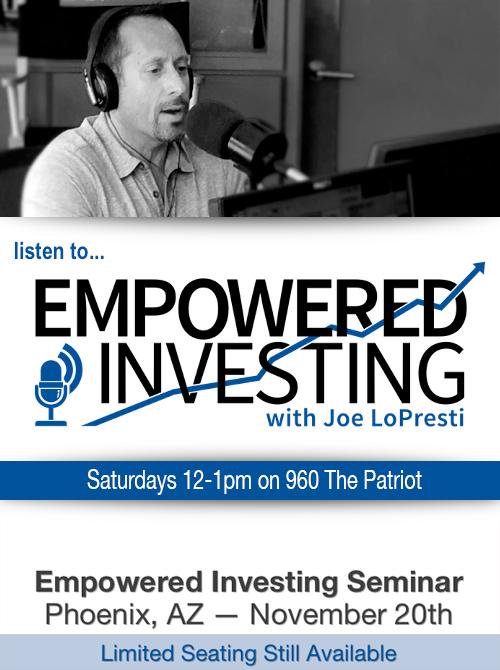 listen to...
EMPOWERED
INVESTING
with Joe LoPresti
Saturdays 12-1pm on 960 The Patriot
Empowered Investing Seminar
Phoenix, AZ — November 20th
Limited Seating Still Available